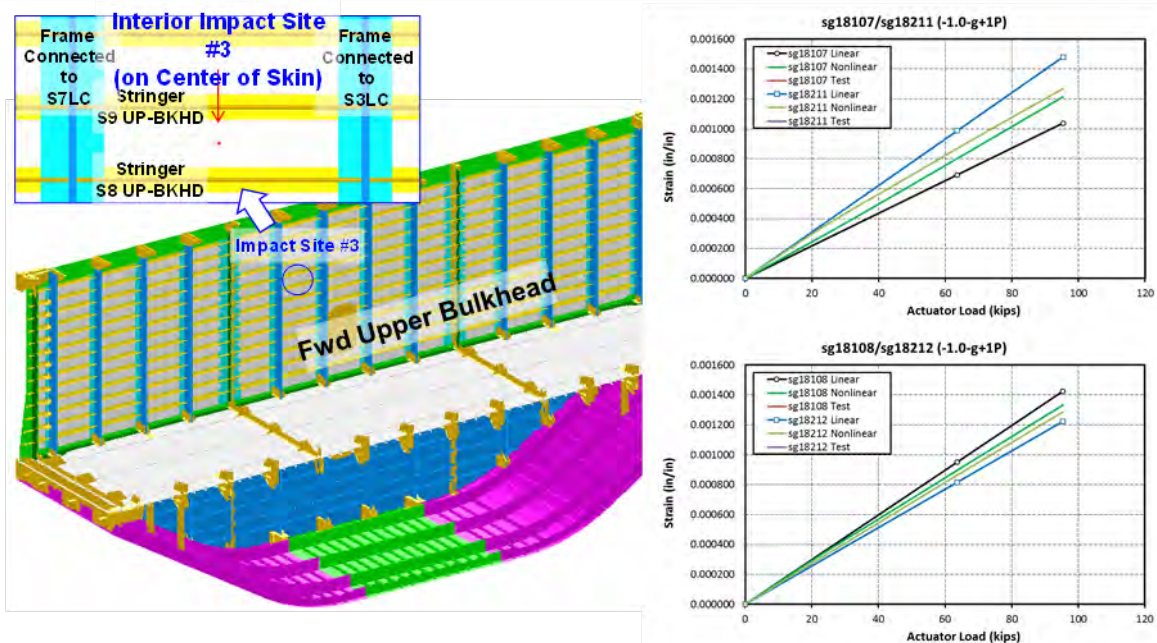 Interior Impact Site
#3
(on Center of Skin)
Frame
Connected
to
S7LC
Frame
Connected
to
S3LC
Stringer
S9 UP-BKHD
Stringer
S8 UP-BKHD
Impact Site #3
Fwd Upper Bulkhead
sg18107/sg18211 (-1.0-g+1P)
Strain (in/in)
0.001600
0.001400
0.001200
0.001000
0.000800
0.000600
0.000400
0.000200
0.000000
sg18107 Linear
sg18107 Nonlinear
sg18107 Test
sg18211 Linear
sg18211 Nonlinear
sg18211 Test
0 20 40 60 80 100 120
Actuator Load (kips)
sg18108/sg18212 (-1.0-g+1P)
Strain (in/in)
0.001600
0.001400
0.001200
0.001000
0.000800
0.000600
0.000400
0.000200
0.000000
sg18108 Linear
sg18108 Nonlinear
sg18108 Test
sg18212 Linear
sg18212 Nonlinear
sg18212 Test
0 20 40 60 80 100 120
Actuator Load (kips)